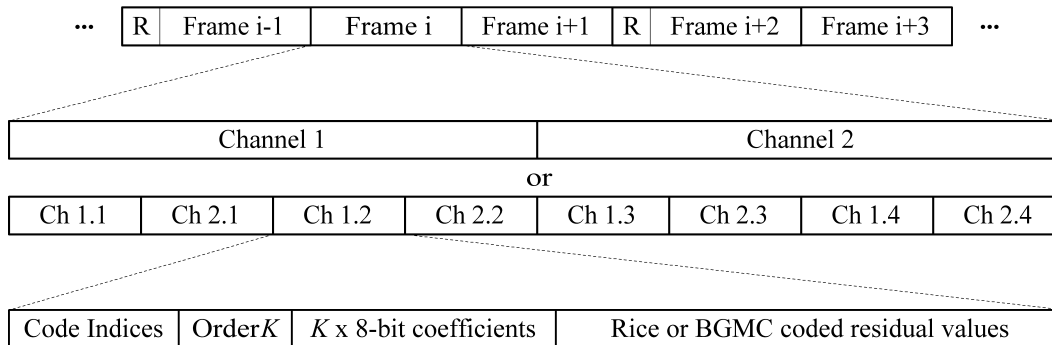 ... R Frame i-1 Frame i Frame i+1 R Frame i+2 Frame i+3 ...
Channel 1 Channel 2
or
Ch 1.1 Ch 2.1 Ch 1.2 Ch 2.2 Ch 1.3 Ch 2.3 Ch 1.4 Ch 2.4
Code Indices OrderK K x 8-bit coefficients Rice or BGMC coded residual values